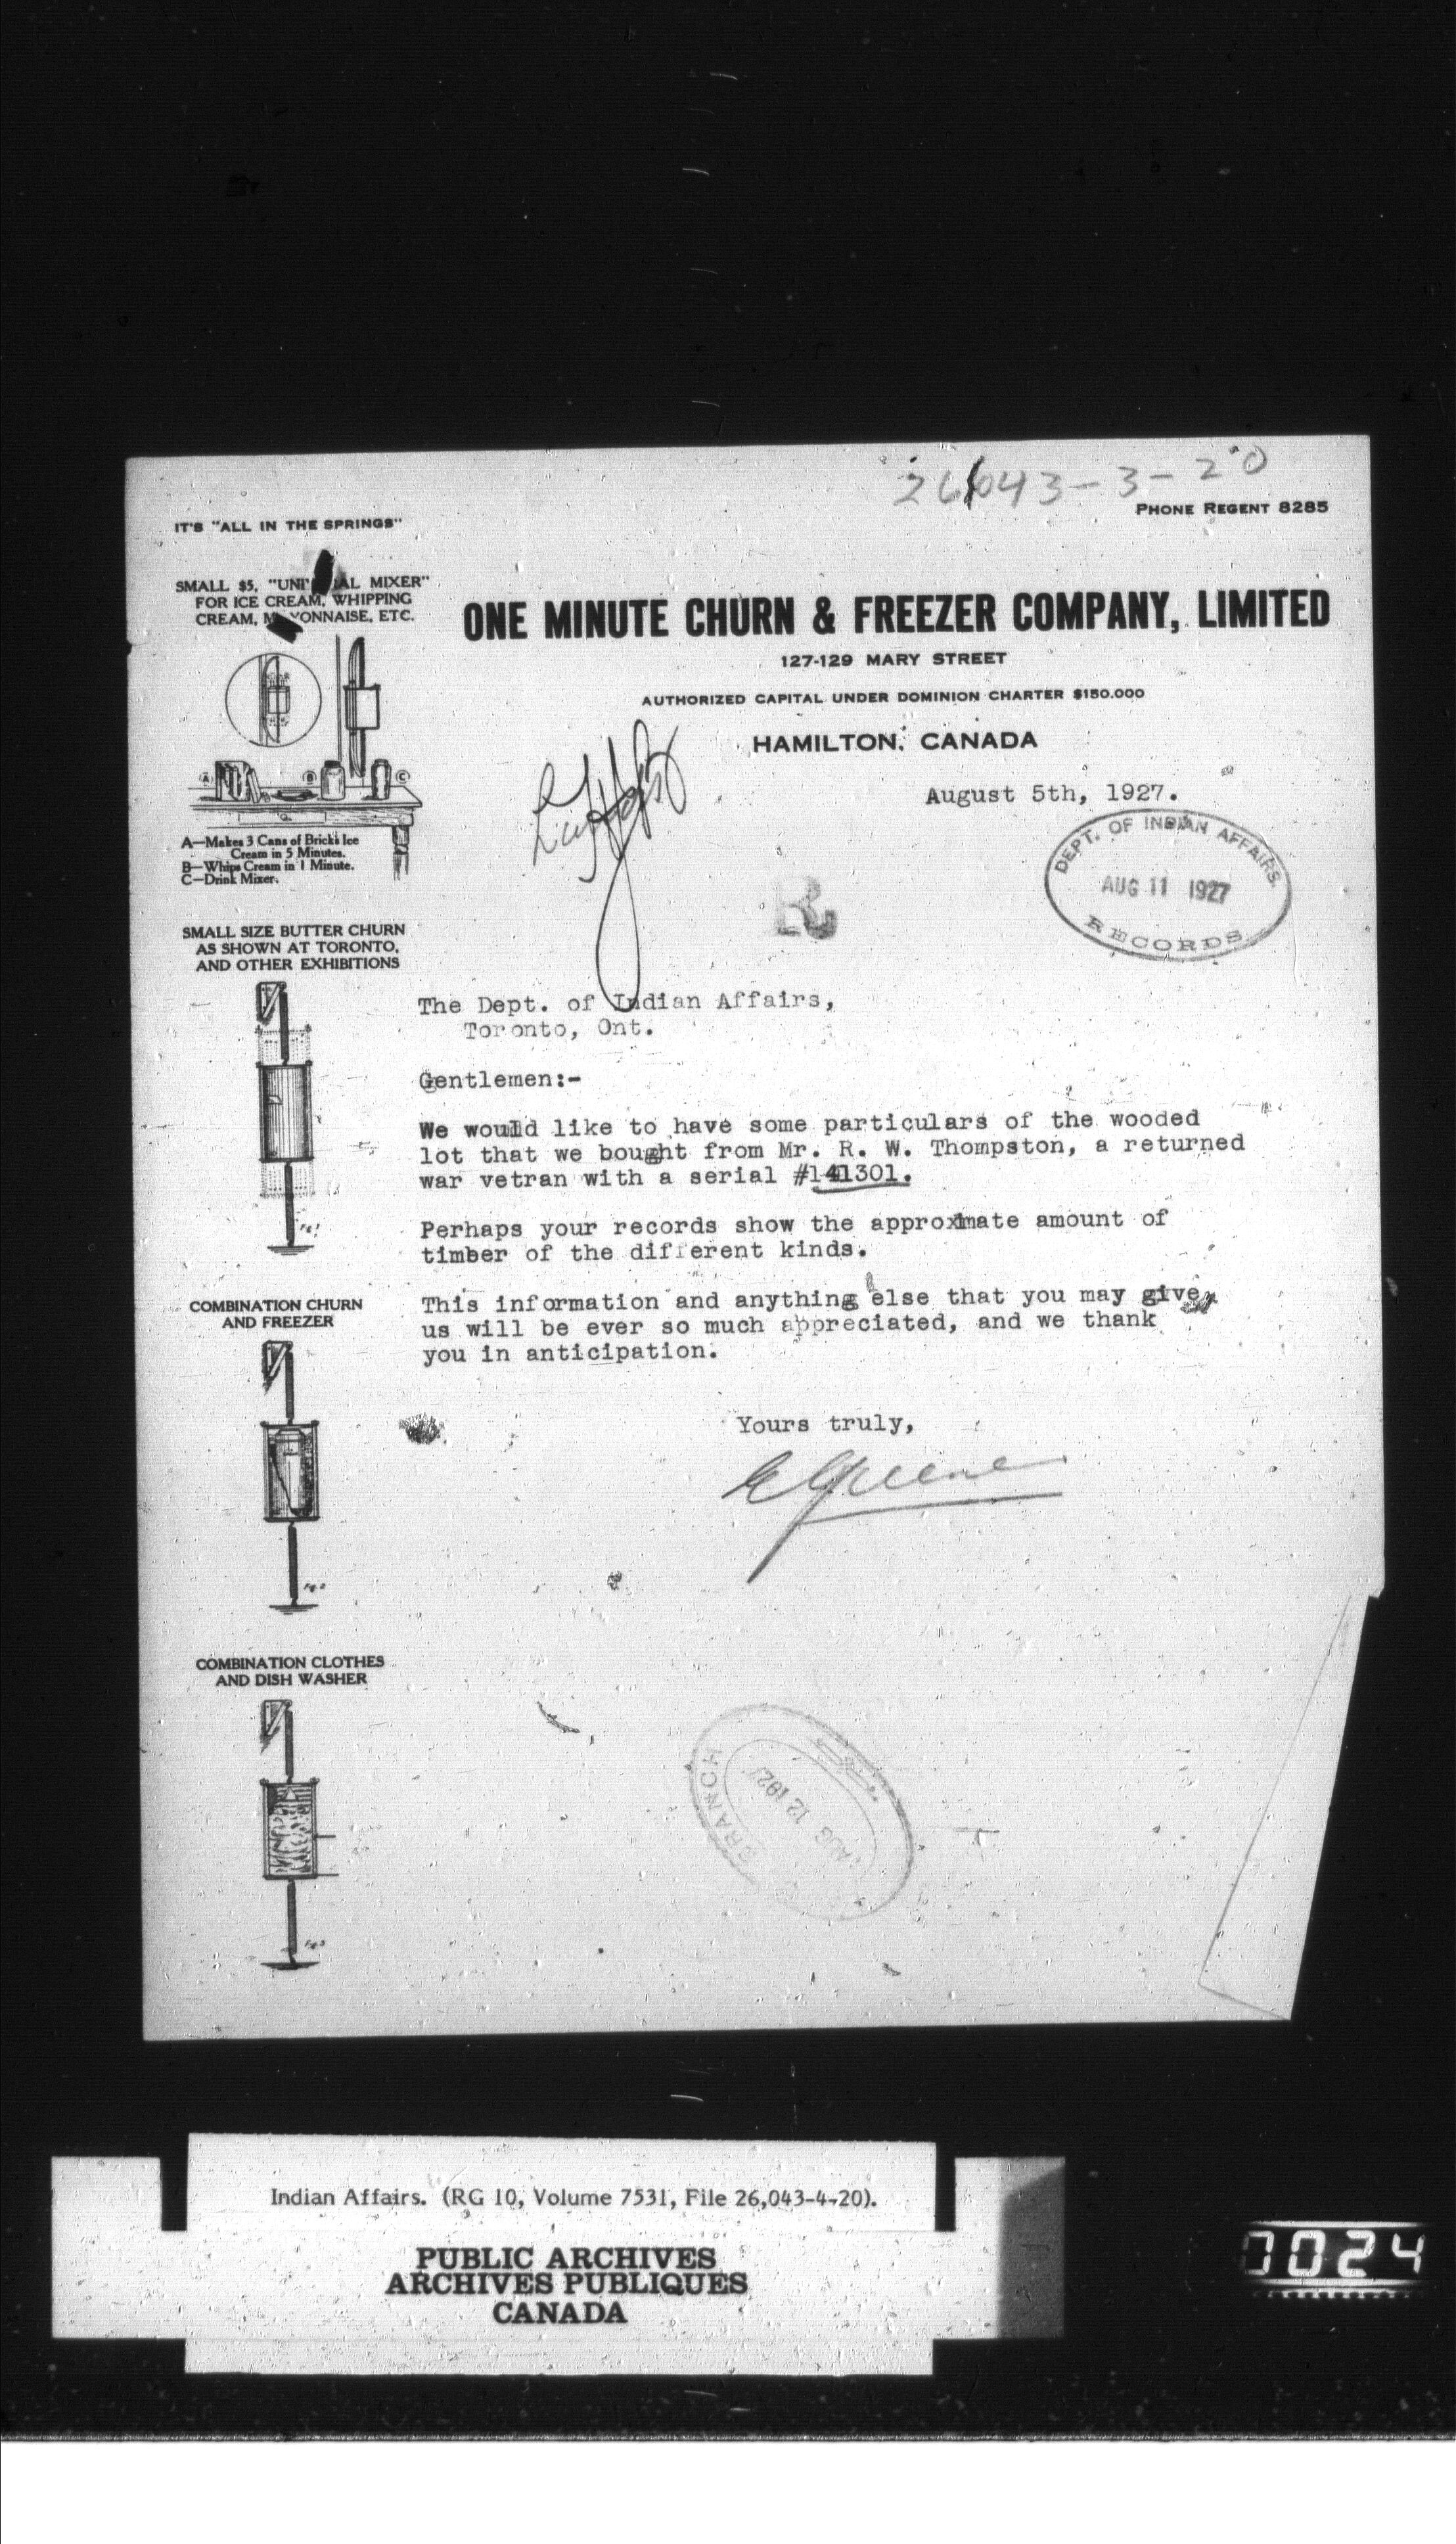 26043-3-20
PHONE REGENT 8285
IT'S "ALL IN THE SPRINGS"
SMALL $5, "UNI AL MIXER"
FOR ICE CREAM, WHIPPING
CREAM, M YONNAISE, ETC.
ONE MINUTE CHURN & FREEZER COMPANY, LIMITED
127-129 MARY STREET
AUTHORIZED CAPITAL UNDER DOMINION CHARTER $150.000
HAMILTON, CANADA
August 5th, 1927.
DEPT. OF INDIAN AFFAIRS.
AUG 11 1927
RECORDS
R
A B C
A—Makes 3 Cans of Bricks Ice
Cream in 5 Minutes.
B—Whips Cream in 1 Minute.
C—Drink Mixer.
SMALL SIZE BUTTER CHURN
AS SHOWN AT TORONTO,
AND OTHER EXHIBITIONS
Fig 1
The Dept. of Indian Affairs,
Toronto, Ont.
Gentlemen:-
We would like to have some particulars of the wooded
lot that we bought from Mr. R. W. Thompston, a returned
war vetran with a serial #141301.
Perhaps your records show the approximate amount of
timber of the different kinds.
This information and anything else that you may give
us will be ever so much appreciated, and we thank
you in anticipation.
Yours truly,
COMBINATION CHURN
AND FREEZER
Fig 2
COMBINATION CLOTHES
AND DISH WASHER
Fig 3
BRANCH
AUG 12 1927
Indian Affairs. (RG 10, Volume 7531, File 26,043-4-20).
PUBLIC ARCHIVES
ARCHIVES PUBLIQUES
CANADA
7024